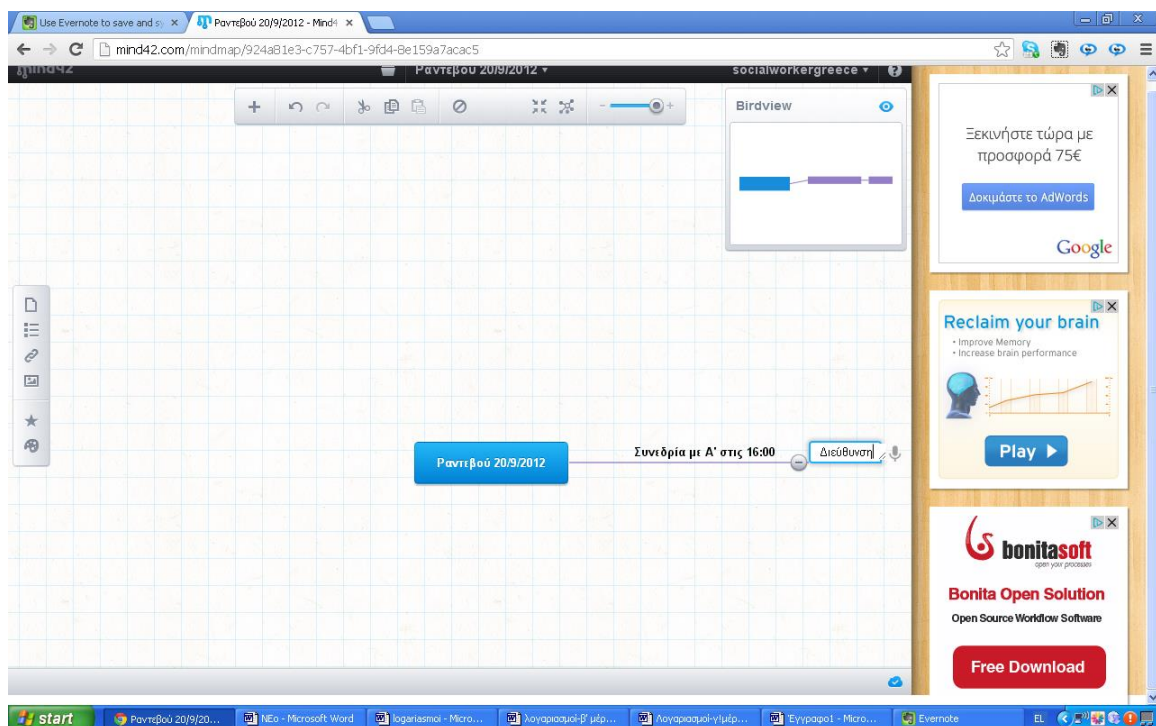 Use Evernote to save and sy
Ραντεβού 20/9/2012 - Mind4
mind42.com/mindmap/924a81e3-c757-4bf1-9fd4-8e159a7acac5
mind42
Ραντεβού 20/9/2012
socialworkergreece
Birdview
Ξεκινήστε τώρα με
προσφορά 75€
Δοκιμάστε το AdWords
Google
Reclaim your brain
• Improve Memory
• Increase brain performance
Play
Συνεδρία με Α' στις 16:00
Διεύθυνση
Ραντεβού 20/9/2012
bonitasoft
open your processes
Bonita Open Solution
Open Source Workflow Software
Free Download
start
Ραντεβού 20/9/20...
NEo - Microsoft Word
logariasmoi - Micro...
λογαριασμοί-β' μέρ...
Λογαριασμοί-γ!μέρ...
Έγγραφο1 - Micro...
Evernote
EL